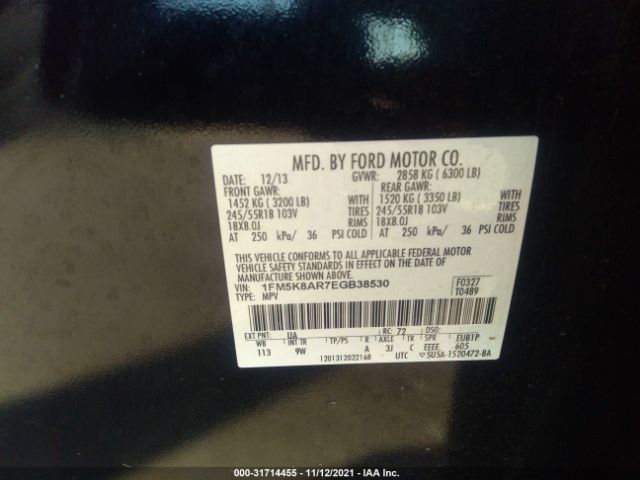 MFD. BY FORD MOTOR CO.
DATE: 12/13 GVWR: 2858 KG ( 6300 LB)
FRONT GAWR: REAR GAWR:
1452 KG ( 3200 LB) WITH 1520 KG ( 3350 LB) WITH
245/55R18 103V TIRES 245/55R18 103V TIRES
18X8.0J RIMS 18X8.0J RIMS
AT 250 kPa/ 36 PSI COLD AT 250 kPa/ 36 PSI COLD
THIS VEHICLE CONFORMS TO ALL APPLICABLE FEDERAL MOTOR
VEHICLE SAFETY STANDARDS IN EFFECT ON THE DATE OF
MANUFACTURE SHOWN ABOVE.
VIN: 1FM5K8AR7EGB38530 F0327
TYPE: MPV T0489
EXT PNT: UA RC: 72 DSO:
WB INT TR TP/PS R AXLE TR SPR EUB1P
113 9W A 3J C EEEE 605
1201312022168 UTC 5U5A-1520472-BA
000-31714455 - 11/12/2021 - IAA Inc.